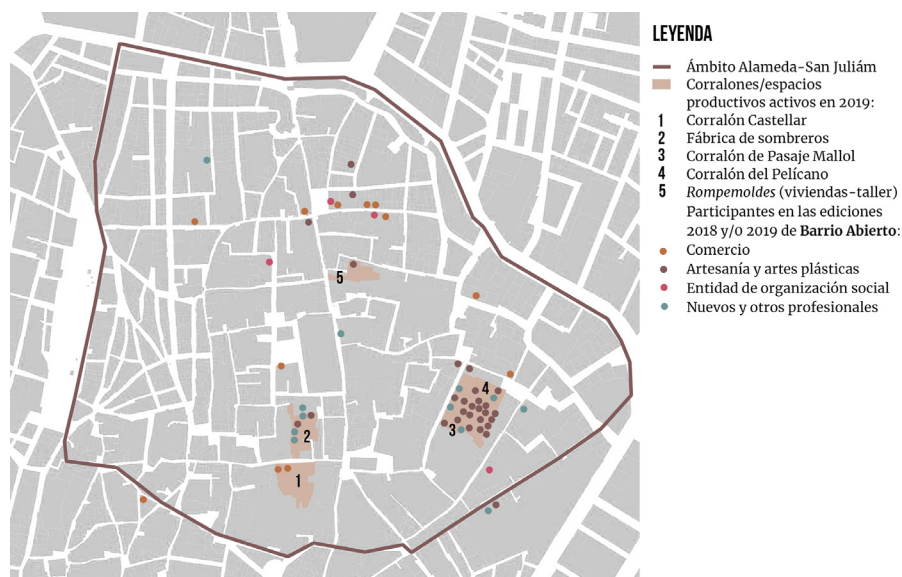 LEYENDA
Ámbito Alameda-San Juliám
Corralones/espacios
productivos activos en 2019:
1 Corralón Castellar
2 Fábrica de sombreros
3 Corralón de Pasaje Mallol
4 Corralón del Pelícano
5 Rompemoldes (viviendas-taller)
Participantes en las ediciones
2018 y/0 2019 de Barrio Abierto:
Comercio
Artesanía y artes plásticas
Entidad de organización social
Nuevos y otros profesionales
5
4
3
2
1